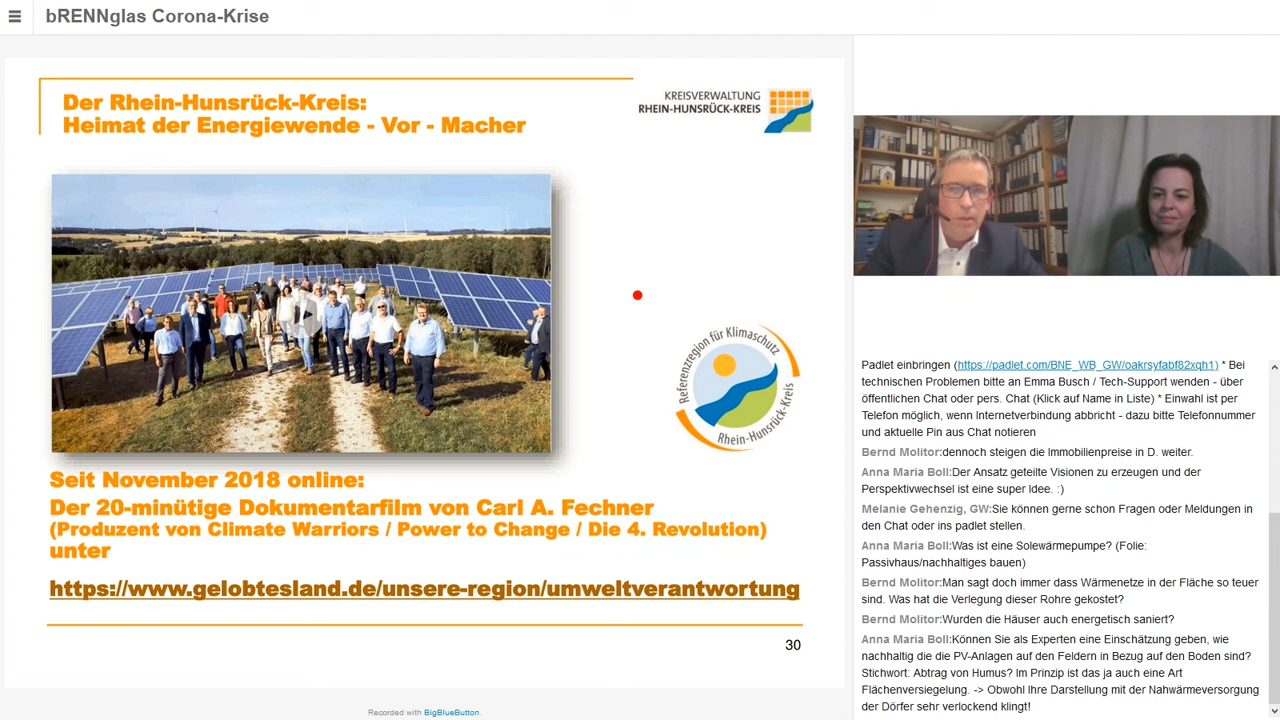 bRENNglas Corona-Krise
Der Rhein-Hunsrück-Kreis:
Heimat der Energiewende - Vor - Macher
KREISVERWALTUNG
RHEIN-HUNSRÜCK-KREIS
Referenzregion für Klimaschutz
Rhein-Hunsrück-Kreis
Seit November 2018 online:
Der 20-minütige Dokumentarfilm von Carl A. Fechner
(Produzent von Climate Warriors / Power to Change / Die 4. Revolution)
unter
https://www.gelobtesland.de/unsere-region/umweltverantwortung
30
Recorded with BigBlueButton.
Padlet einbringen (https://padlet.com/BNE_WB_GW/oakrsyfabf82xqh1) * Bei
technischen Problemen bitte an Emma Busch / Tech-Support wenden - über
öffentlichen Chat oder pers. Chat (Klick auf Name in Liste) * Einwahl ist per
Telefon möglich, wenn Internetverbindung abbricht - dazu bitte Telefonnummer
und aktuelle Pin aus Chat notieren
Bernd Molitor:dennoch steigen die Immobilienpreise in D. weiter.
Anna Maria Boll:Der Ansatz geteilte Visionen zu erzeugen und der
Perspektivwechsel ist eine super Idee. :)
Melanie Gehenzig, GW:Sie können gerne schon Fragen oder Meldungen in
den Chat oder ins padlet stellen.
Anna Maria Boll:Was ist eine Solewärmepumpe? (Folie:
Passivhaus/nachhaltiges bauen)
Bernd Molitor:Man sagt doch immer dass Wärmenetze in der Fläche so teuer
sind. Was hat die Verlegung dieser Rohre gekostet?
Bernd Molitor:Wurden die Häuser auch energetisch saniert?
Anna Maria Boll:Können Sie als Experten eine Einschätzung geben, wie
nachhaltig die die PV-Anlagen auf den Feldern in Bezug auf den Boden sind?
Stichwort: Abtrag von Humus? Im Prinzip ist das ja auch eine Art
Flächenversiegelung. -> Obwohl Ihre Darstellung mit der Nahwärmeversorgung
der Dörfer sehr verlockend klingt!